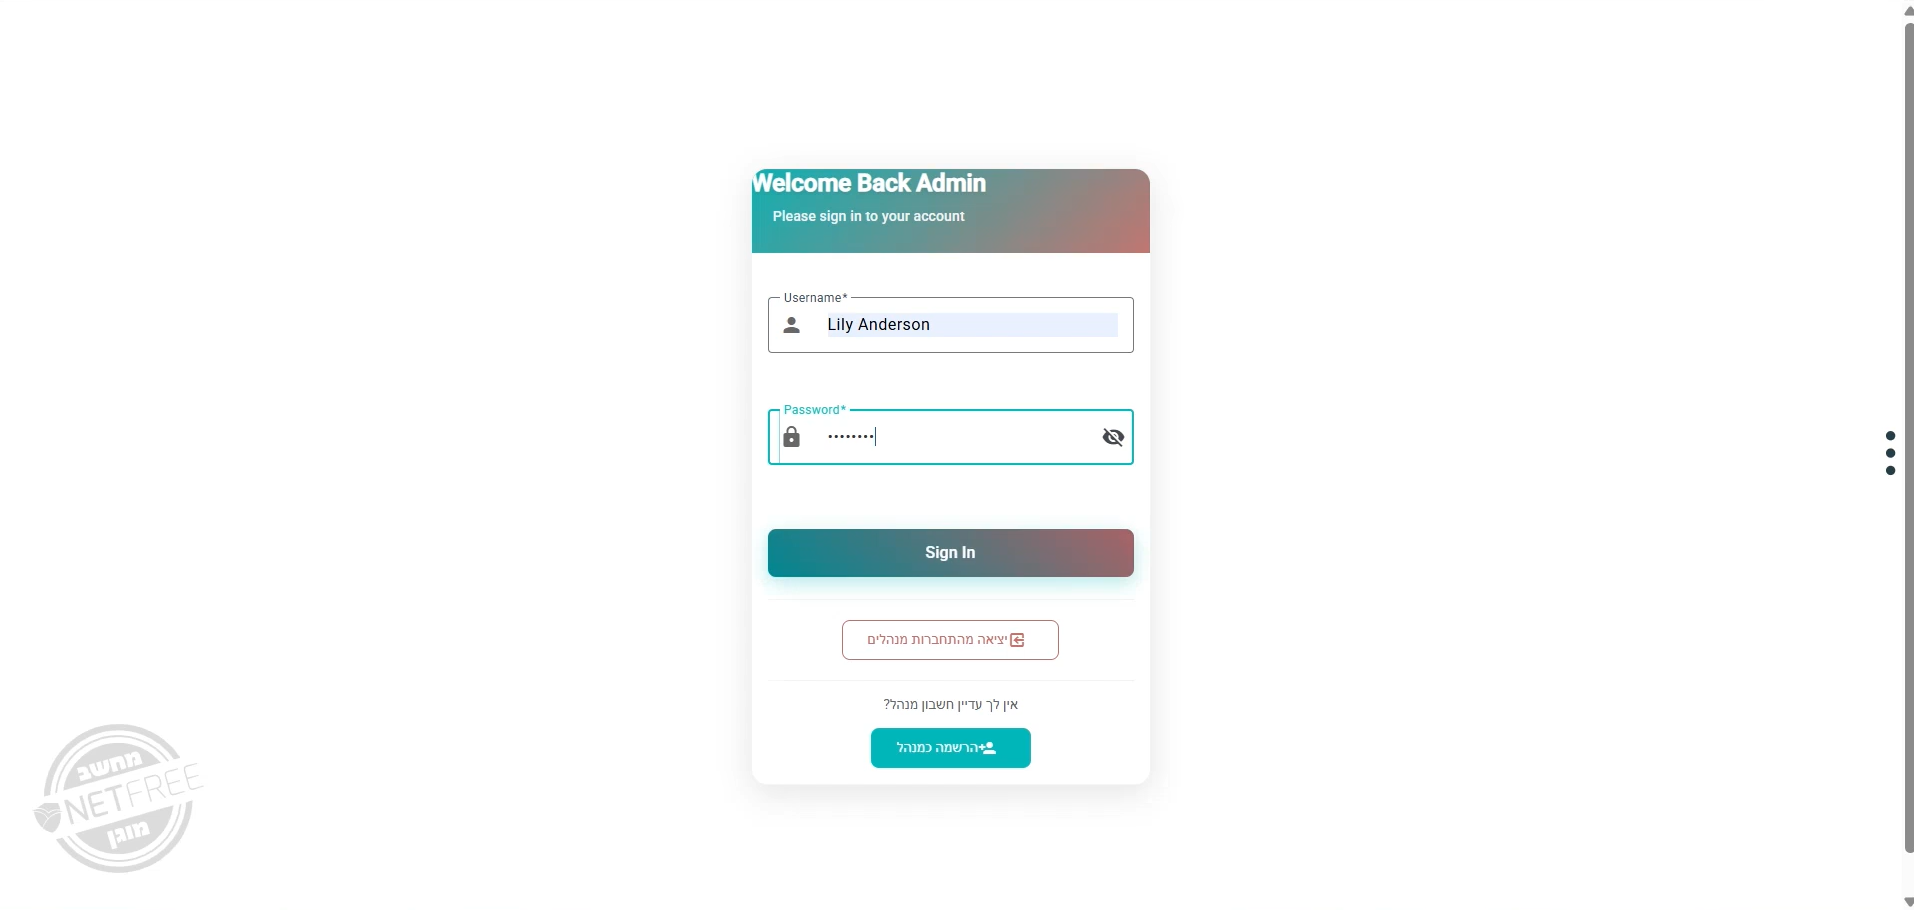 Welcome Back Admin
Please sign in to your account
Username*
Lily Anderson
Password*
••••••••
Sign In
יציאה מהתחברות מנהלים
אין לך עדיין חשבון מנהל?
הרשמה כמנהל
מחשב
NETFREE
מוגן